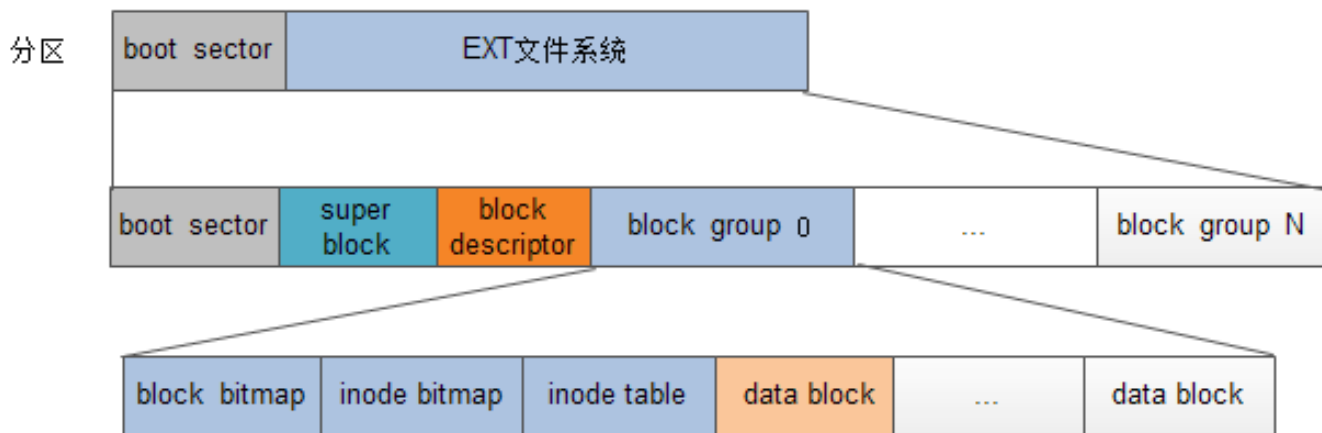 分区
boot sector
EXT文件系统
boot sector
super
block
block
descriptor
block group 0
...
block group N
block bitmap
inode bitmap
inode table
data block
...
data block